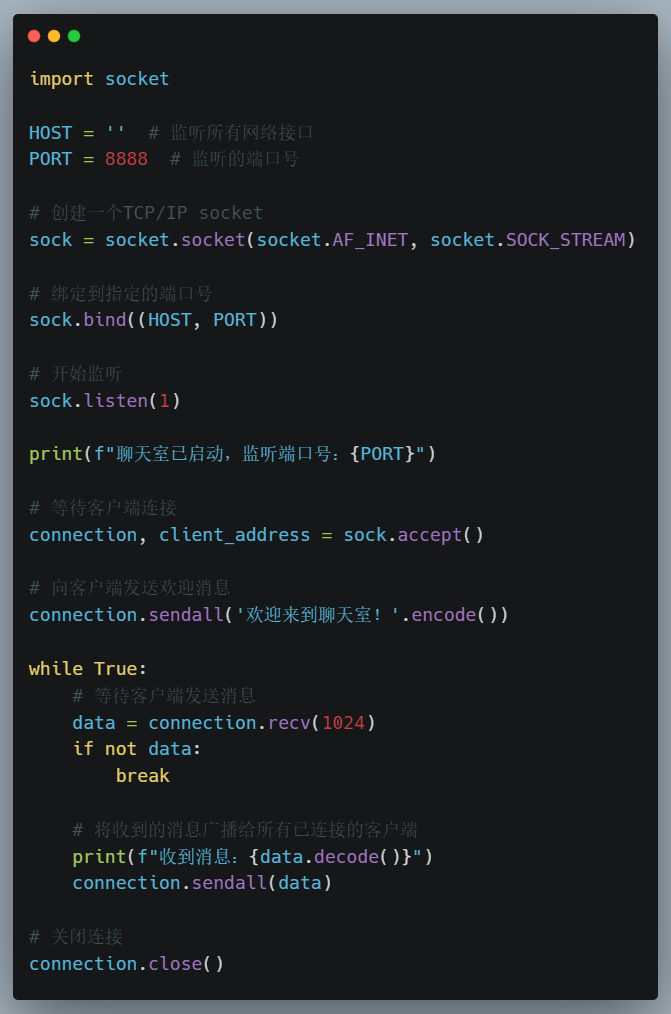 import socket

HOST = ''  # 监听所有网络接口
PORT = 8888  # 监听的端口号

# 创建一个TCP/IP socket
sock = socket.socket(socket.AF_INET, socket.SOCK_STREAM)

# 绑定到指定的端口号
sock.bind((HOST, PORT))

# 开始监听
sock.listen(1)

print(f"聊天室已启动，监听端口号：{PORT}")

# 等待客户端连接
connection, client_address = sock.accept()

# 向客户端发送欢迎消息
connection.sendall('欢迎来到聊天室！'.encode())

while True:
    # 等待客户端发送消息
    data = connection.recv(1024)
    if not data:
        break

    # 将收到的消息广播给所有已连接的客户端
    print(f"收到消息：{data.decode()}")
    connection.sendall(data)

# 关闭连接
connection.close()